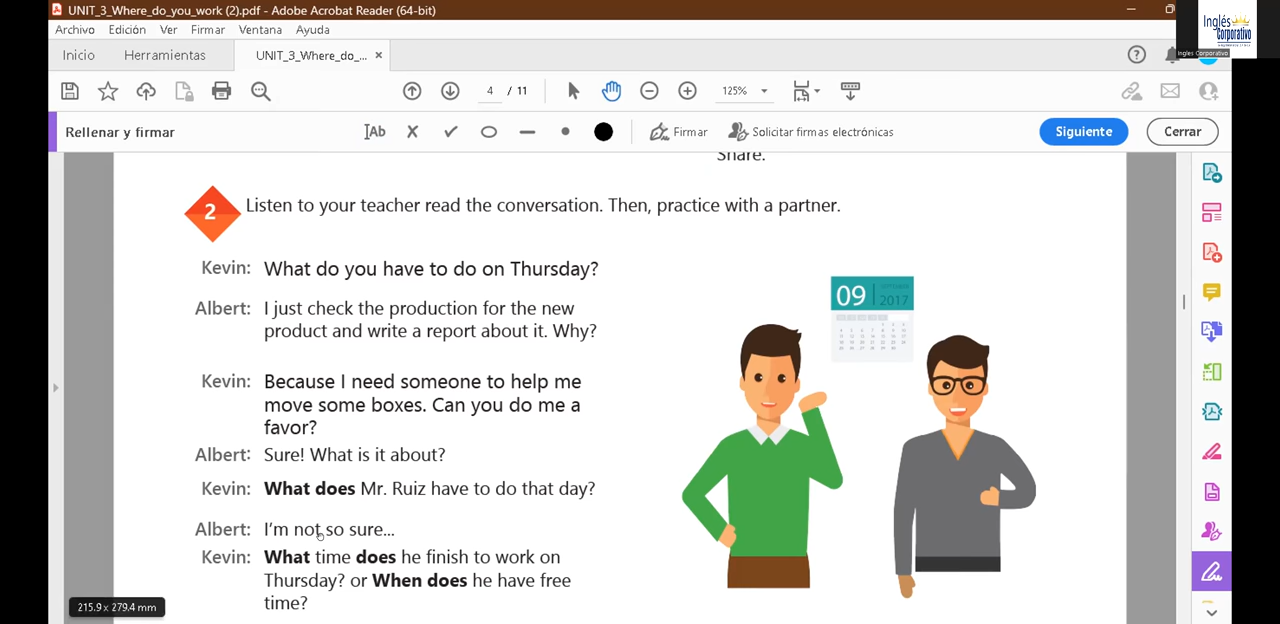 UNIT_3_Where_do_you_work (2).pdf - Adobe Acrobat Reader (64-bit)
Archivo Edición Ver Firmar Ventana Ayuda
Inicio Herramientas UNIT_3_Where_do_... ×
4 / 11 125%
Rellenar y firmar Firmar Solicitar firmas electrónicas Siguiente Cerrar
Inglés
Corporativo
Inglés Corporativo
Share.
2 Listen to your teacher read the conversation. Then, practice with a partner.
Kevin: What do you have to do on Thursday?
Albert: I just check the production for the new
product and write a report about it. Why?
Kevin: Because I need someone to help me
move some boxes. Can you do me a
favor?
Albert: Sure! What is it about?
Kevin: What does Mr. Ruiz have to do that day?
Albert: I'm not so sure...
Kevin: What time does he finish to work on
Thursday? or When does he have free
time?
09
2017
215.9 x 279.4 mm